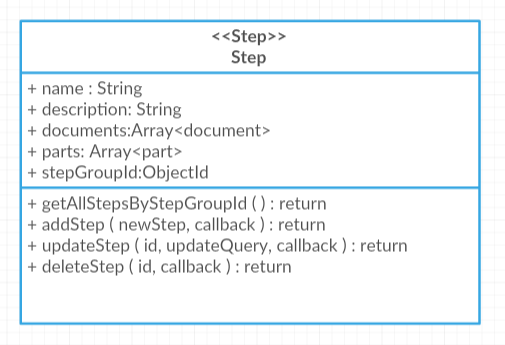 <<Step>>
Step
+ name : String
+ description: String
+ documents:Array<document>
+ parts: Array<part>
+ stepGroupId:ObjectId
+ getAllStepsByStepGroupId ( ) : return
+ addStep ( newStep, callback ) : return
+ updateStep ( id, updateQuery, callback ) : return
+ deleteStep ( id, callback ) : return